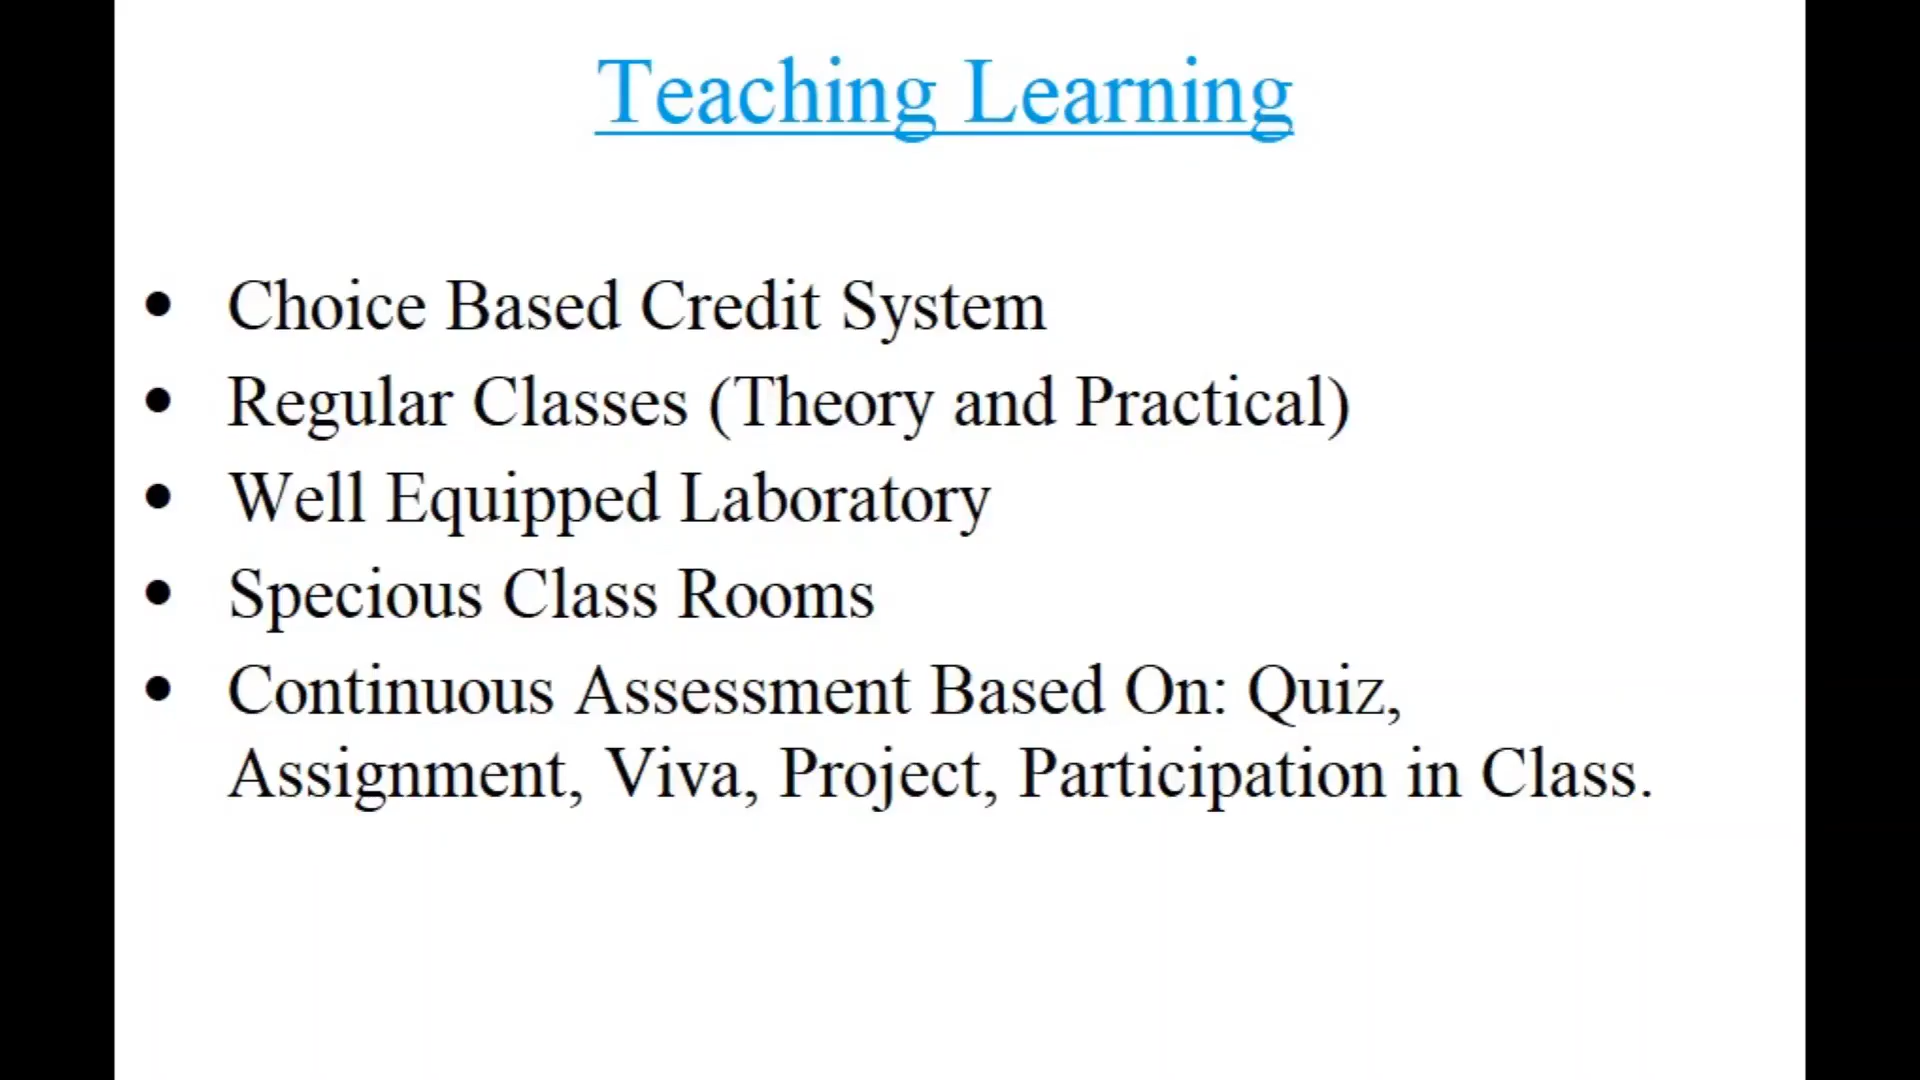 Teaching Learning
• Choice Based Credit System
• Regular Classes (Theory and Practical)
• Well Equipped Laboratory
• Specious Class Rooms
• Continuous Assessment Based On: Quiz,
Assignment, Viva, Project, Participation in Class.